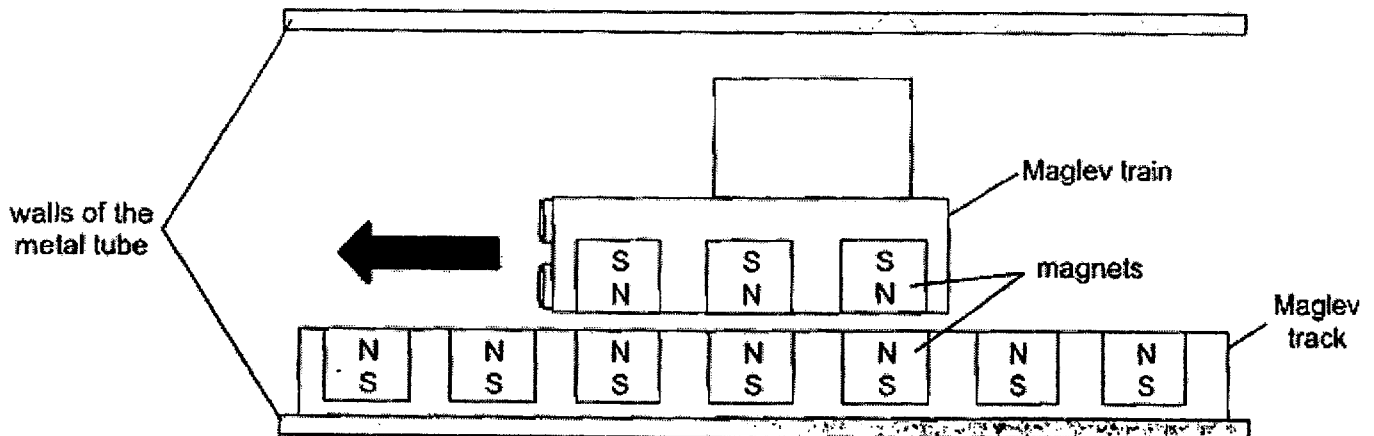 Maglev train
walls of the
metal tube
S S S
N N N
magnets
Maglev
track
N N N N N N N
S S S S S S S